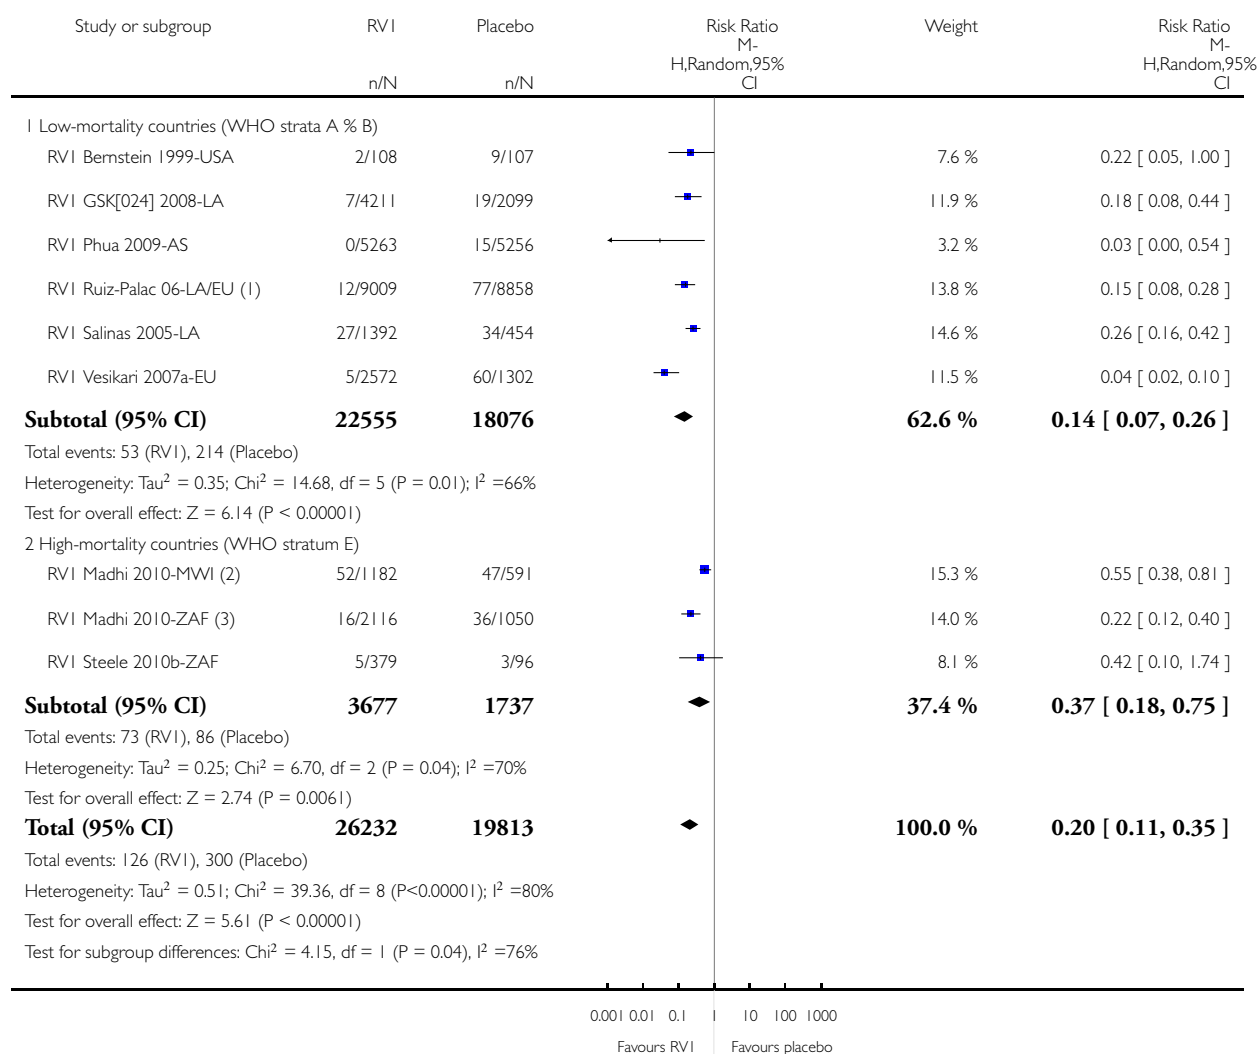 Study or subgroup RV1 Placebo Risk Ratio Weight Risk Ratio
M- M-
H,Random,95% H,Random,95%
n/N n/N CI CI
1 Low-mortality countries (WHO strata A % B)
RV1 Bernstein 1999-USA 2/108 9/107 7.6 % 0.22 [ 0.05, 1.00 ]
RV1 GSK[024] 2008-LA 7/4211 19/2099 11.9 % 0.18 [ 0.08, 0.44 ]
RV1 Phua 2009-AS 0/5263 15/5256 3.2 % 0.03 [ 0.00, 0.54 ]
RV1 Ruiz-Palac 06-LA/EU (1) 12/9009 77/8858 13.8 % 0.15 [ 0.08, 0.28 ]
RV1 Salinas 2005-LA 27/1392 34/454 14.6 % 0.26 [ 0.16, 0.42 ]
RV1 Vesikari 2007a-EU 5/2572 60/1302 11.5 % 0.04 [ 0.02, 0.10 ]
Subtotal (95% CI) 22555 18076 62.6 % 0.14 [ 0.07, 0.26 ]
Total events: 53 (RV1), 214 (Placebo)
Heterogeneity: Tau² = 0.35; Chi² = 14.68, df = 5 (P = 0.01); I² =66%
Test for overall effect: Z = 6.14 (P < 0.00001)
2 High-mortality countries (WHO stratum E)
RV1 Madhi 2010-MWI (2) 52/1182 47/591 15.3 % 0.55 [ 0.38, 0.81 ]
RV1 Madhi 2010-ZAF (3) 16/2116 36/1050 14.0 % 0.22 [ 0.12, 0.40 ]
RV1 Steele 2010b-ZAF 5/379 3/96 8.1 % 0.42 [ 0.10, 1.74 ]
Subtotal (95% CI) 3677 1737 37.4 % 0.37 [ 0.18, 0.75 ]
Total events: 73 (RV1), 86 (Placebo)
Heterogeneity: Tau² = 0.25; Chi² = 6.70, df = 2 (P = 0.04); I² =70%
Test for overall effect: Z = 2.74 (P = 0.0061)
Total (95% CI) 26232 19813 100.0 % 0.20 [ 0.11, 0.35 ]
Total events: 126 (RV1), 300 (Placebo)
Heterogeneity: Tau² = 0.51; Chi² = 39.36, df = 8 (P<0.00001); I² =80%
Test for overall effect: Z = 5.61 (P < 0.00001)
Test for subgroup differences: Chi² = 4.15, df = 1 (P = 0.04), I² =76%
0.001 0.01 0.1 1 10 100 1000
Favours RV1 Favours placebo